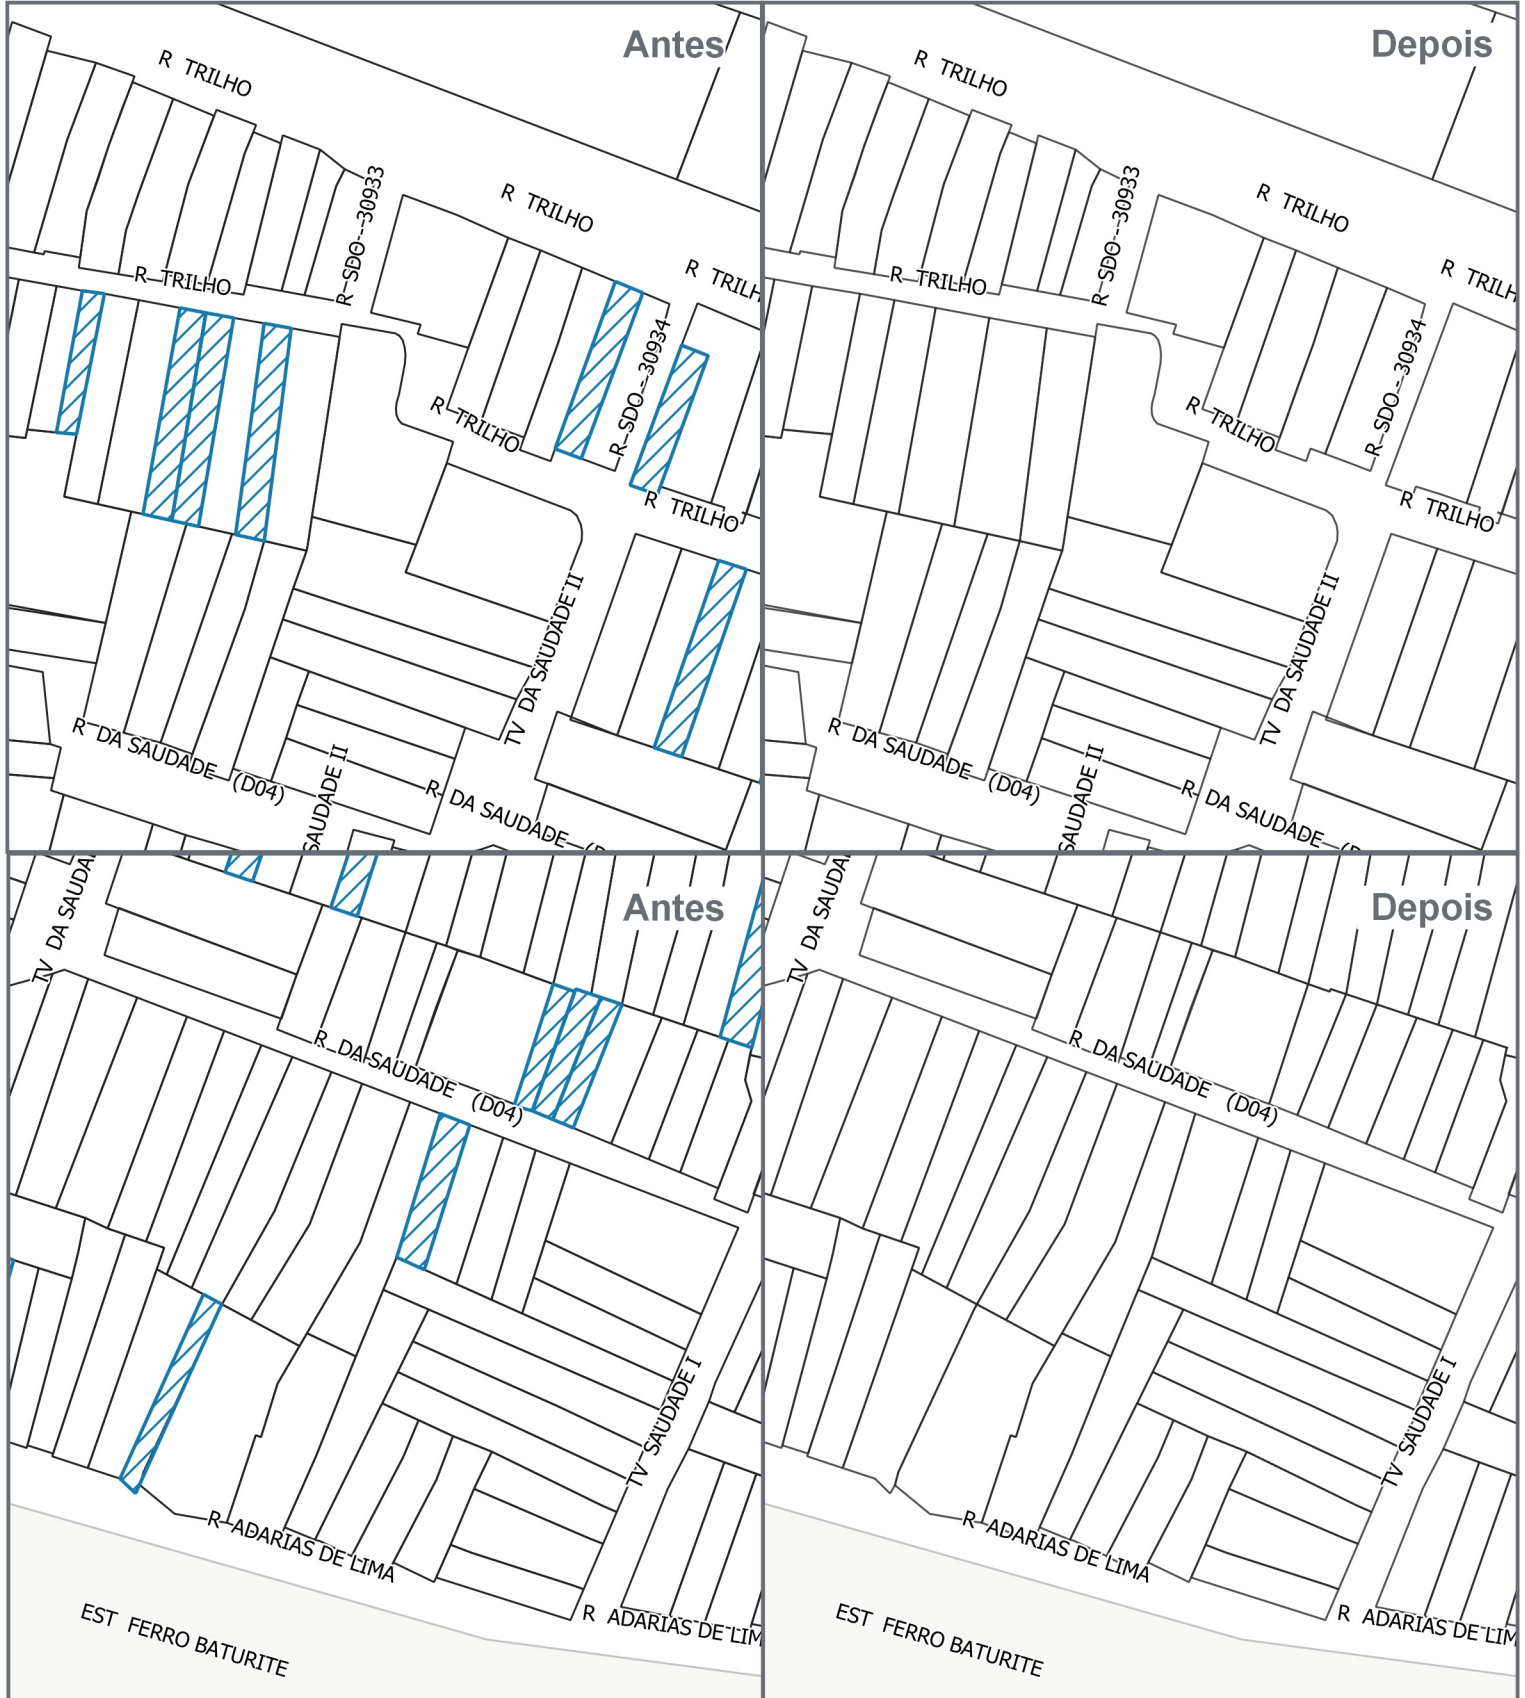 Antes
R TRILHO
R SDO--30933
R TRILHO
R TRILH
R TRILHO
R TRILHO
R SDO--30934
R TRILHO
TV DA SAUDADE II
R DA SAUDADE (D04)
SAUDADE II
R DA SAUDADE
Depois
R TRILHO
R SDO--30933
R TRILHO
R TRILH
R TRILHO
R TRILHO
R SDO--30934
R TRILHO
TV DA SAUDADE II
R DA SAUDADE (D04)
SAUDADE II
R DA SAUDADE
Antes
TV DA SAUDA
R DA SAUDADE (D04)
TV SAUDADE I
R ADARIAS DE LIMA
R ADARIAS DE LIM
EST FERRO BATURITE
Depois
TV DA SAUDA
R DA SAUDADE (D04)
TV SAUDADE I
R ADARIAS DE LIMA
R ADARIAS DE LIM
EST FERRO BATURITE